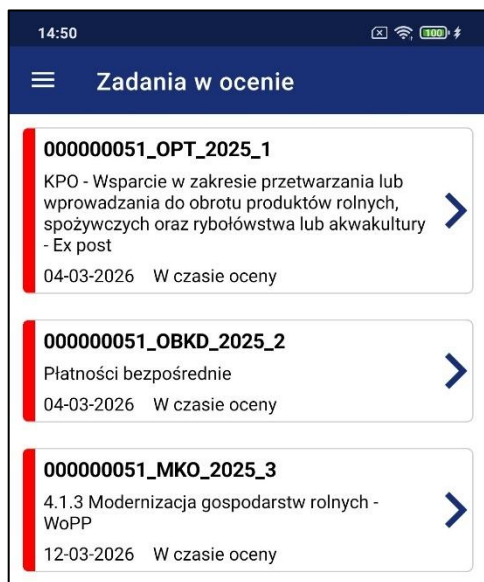 14:50
100
Zadania w ocenie
000000051_OPT_2025_1
KPO - Wsparcie w zakresie przetwarzania lub
wprowadzania do obrotu produktów rolnych,
spożywczych oraz rybołówstwa lub akwakultury
- Ex post
04-03-2026 W czasie oceny
000000051_OBKD_2025_2
Płatności bezpośrednie
04-03-2026 W czasie oceny
000000051_MKO_2025_3
4.1.3 Modernizacja gospodarstw rolnych -
WoPP
12-03-2026 W czasie oceny